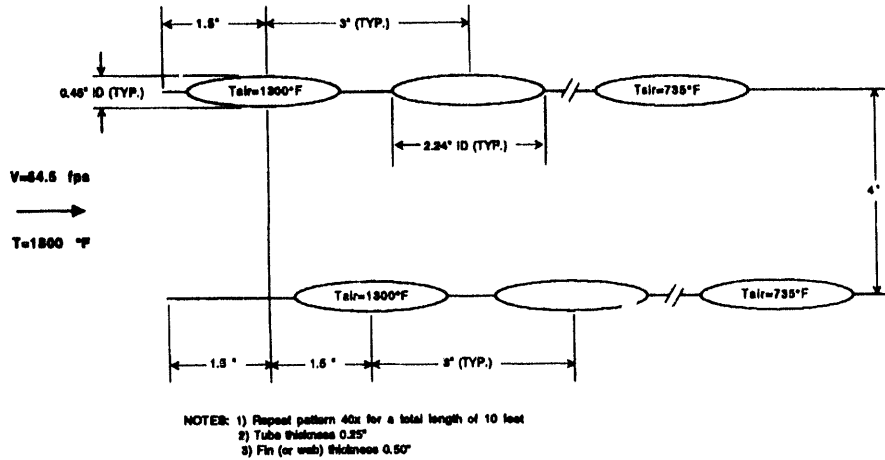 1.5"
3" (TYP.)
0.45" ID (TYP.)
Tair=1300°F
Tair=735°F
2.24" ID (TYP.)
V=64.5 fps
4"
T=1800 °F
Tair=1300°F
Tair=735°F
1.5 "
1.5 "
3" (TYP.)
NOTES: 1) Repeat pattern 40x for a total length of 10 feet
2) Tube thickness 0.25"
3) Fin (or web) thickness 0.50"